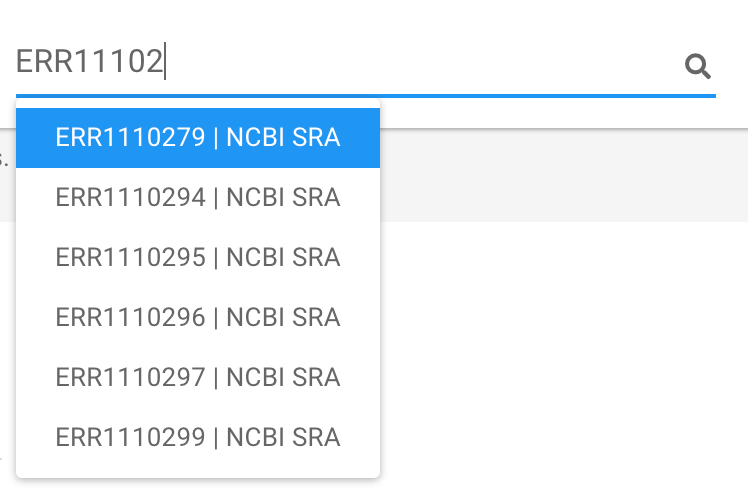 ERR11102
ERR1110279 | NCBI SRA
s.
ERR1110294 | NCBI SRA
ERR1110295 | NCBI SRA
ERR1110296 | NCBI SRA
ERR1110297 | NCBI SRA
ERR1110299 | NCBI SRA